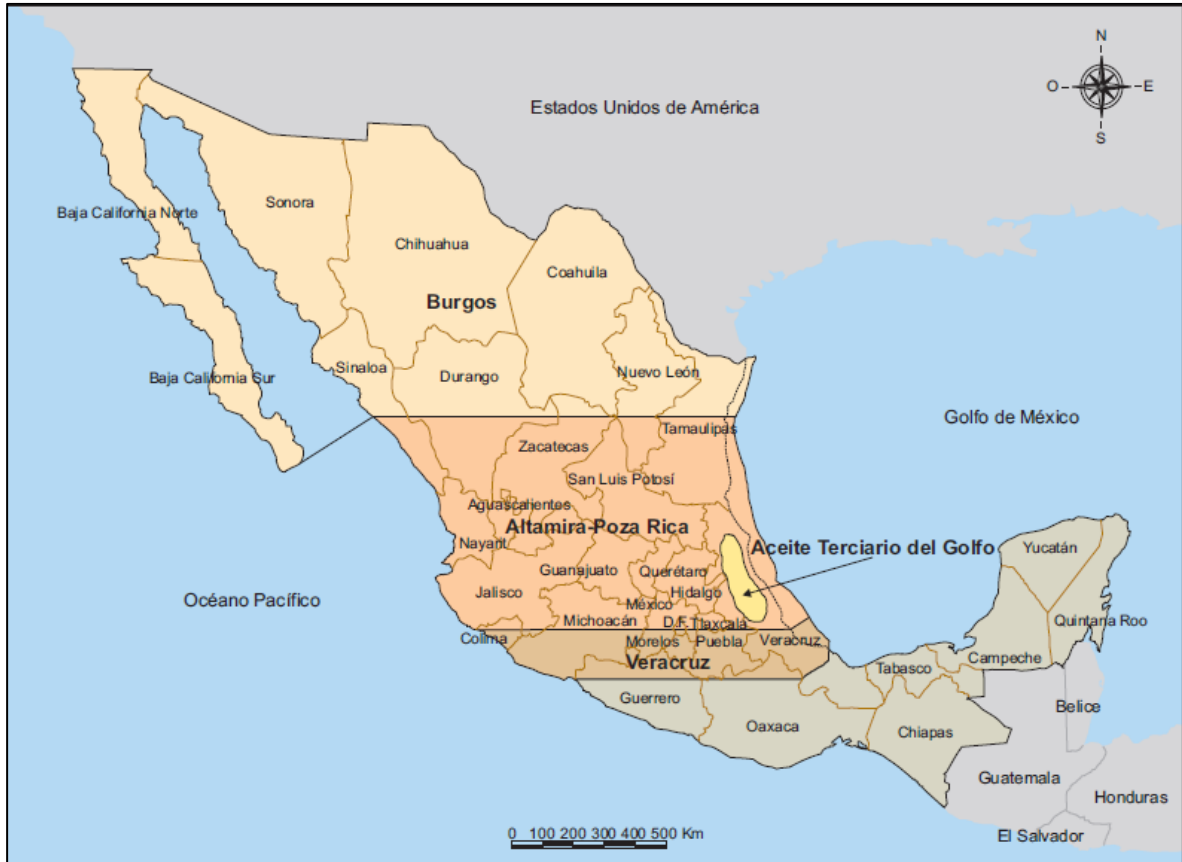 N
O
E
S
Estados Unidos de América
Baja California Norte
Sonora
Chihuahua
Coahuila
Burgos
Sinaloa
Durango
Nuevo León
Baja California Sur
Golfo de México
Tamaulipas
Zacatecas
San Luis Potosí
Aguascalientes
Altamira-Poza Rica
Nayarit
Aceite Terciario del Golfo
Yucatán
Guanajuato
Querétaro
Jalisco
Hidalgo
Océano Pacífico
México
Michoacán
D.F.
Tlaxcala
Quintana Roo
Colima
Morelos
Puebla
Veracruz
Veracruz
Campeche
Tabasco
Guerrero
Belice
Oaxaca
Chiapas
Guatemala
Honduras
El Salvador
0 100 200 300 400 500 Km